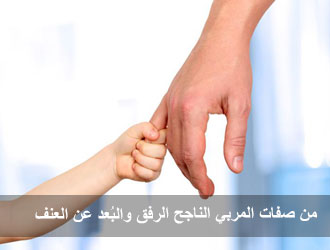 من صفات المربي الناجح الرفق والبُعد عن العنف